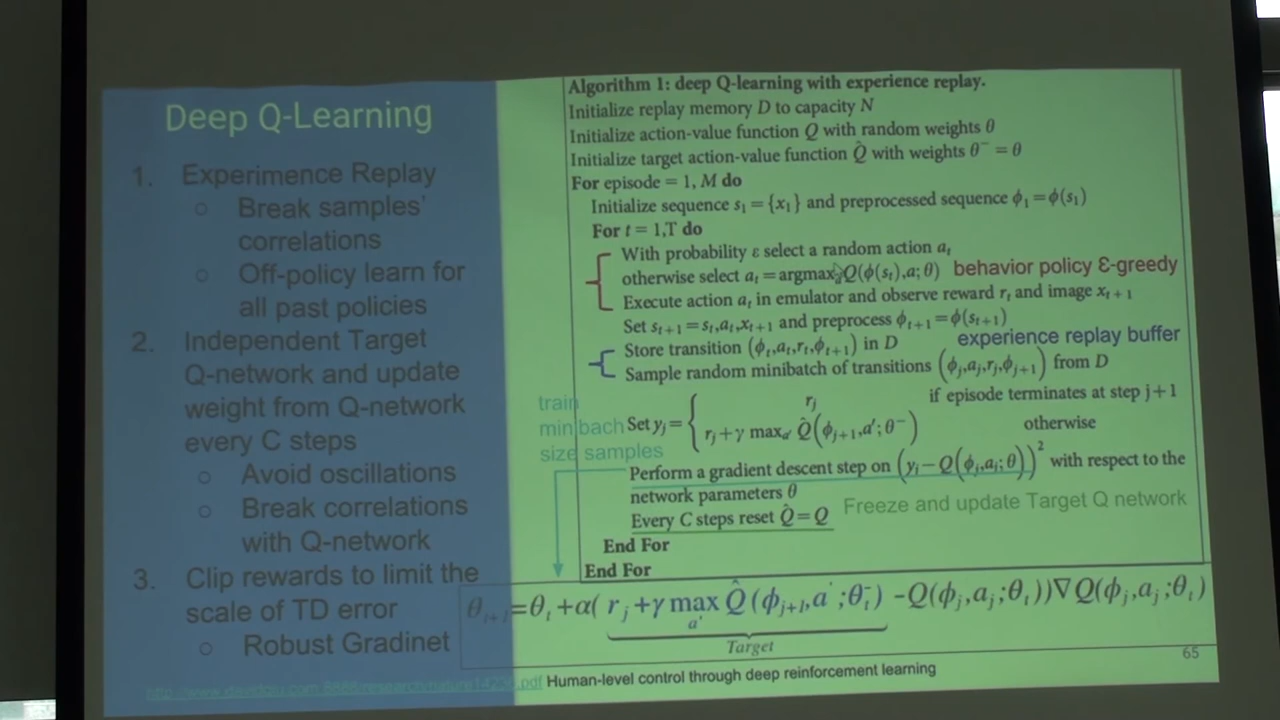 Deep Q-Learning
1. Experimence Replay
○ Break samples'
correlations
○ Off-policy learn for
all past policies
2. Independent Target
Q-network and update
weight from Q-network
every C steps
○ Avoid oscillations
○ Break correlations
with Q-network
3. Clip rewards to limit the
scale of TD error
○ Robust Gradinet
Algorithm 1: deep Q-learning with experience replay.
Initialize replay memory D to capacity N
Initialize action-value function Q with random weights θ
Initialize target action-value function Q̂ with weights θ⁻ = θ
For episode = 1, M do
Initialize sequence s₁ = {x₁} and preprocessed sequence ϕ₁ = ϕ(s₁)
For t = 1,T do
With probability ε select a random action aₜ
otherwise select aₜ = argmaxₐ Q(ϕ(sₜ),a; θ) behavior policy Ɛ-greedy
Execute action aₜ in emulator and observe reward rₜ and image xₜ₊₁
Set sₜ₊₁ = sₜ,aₜ,xₜ₊₁ and preprocess ϕₜ₊₁ = ϕ(sₜ₊₁)
experience replay buffer
Store transition (ϕₜ,aₜ,rₜ,ϕₜ₊₁) in D
Sample random minibatch of transitions (ϕⱼ,aⱼ,rⱼ,ϕⱼ₊₁) from D
train
minibach
size samples
Set yⱼ = { rⱼ if episode terminates at step j+1
rⱼ + γ maxₐ′ Q̂(ϕⱼ₊₁,a′; θ⁻) otherwise
Perform a gradient descent step on (yⱼ − Q(ϕⱼ,aⱼ; θ))² with respect to the
network parameters θ
Every C steps reset Q̂ = Q Freeze and update Target Q network
End For
End For
θₜ₊₁=θₜ+α( rⱼ+γ max Q̂ (ϕⱼ₊₁,a′;θₜ⁻) −Q(ϕⱼ,aⱼ;θₜ))∇Q(ϕⱼ,aⱼ;θₜ)
a′
Target
65
.pdf Human-level control through deep reinforcement learning